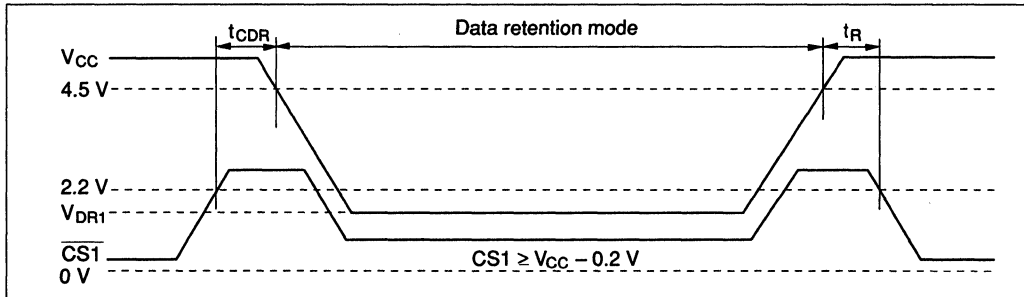 tCDR
Data retention mode
tR
VCC
4.5 V
2.2 V
VDR1
CS1
0 V
CS1 ≥ VCC – 0.2 V